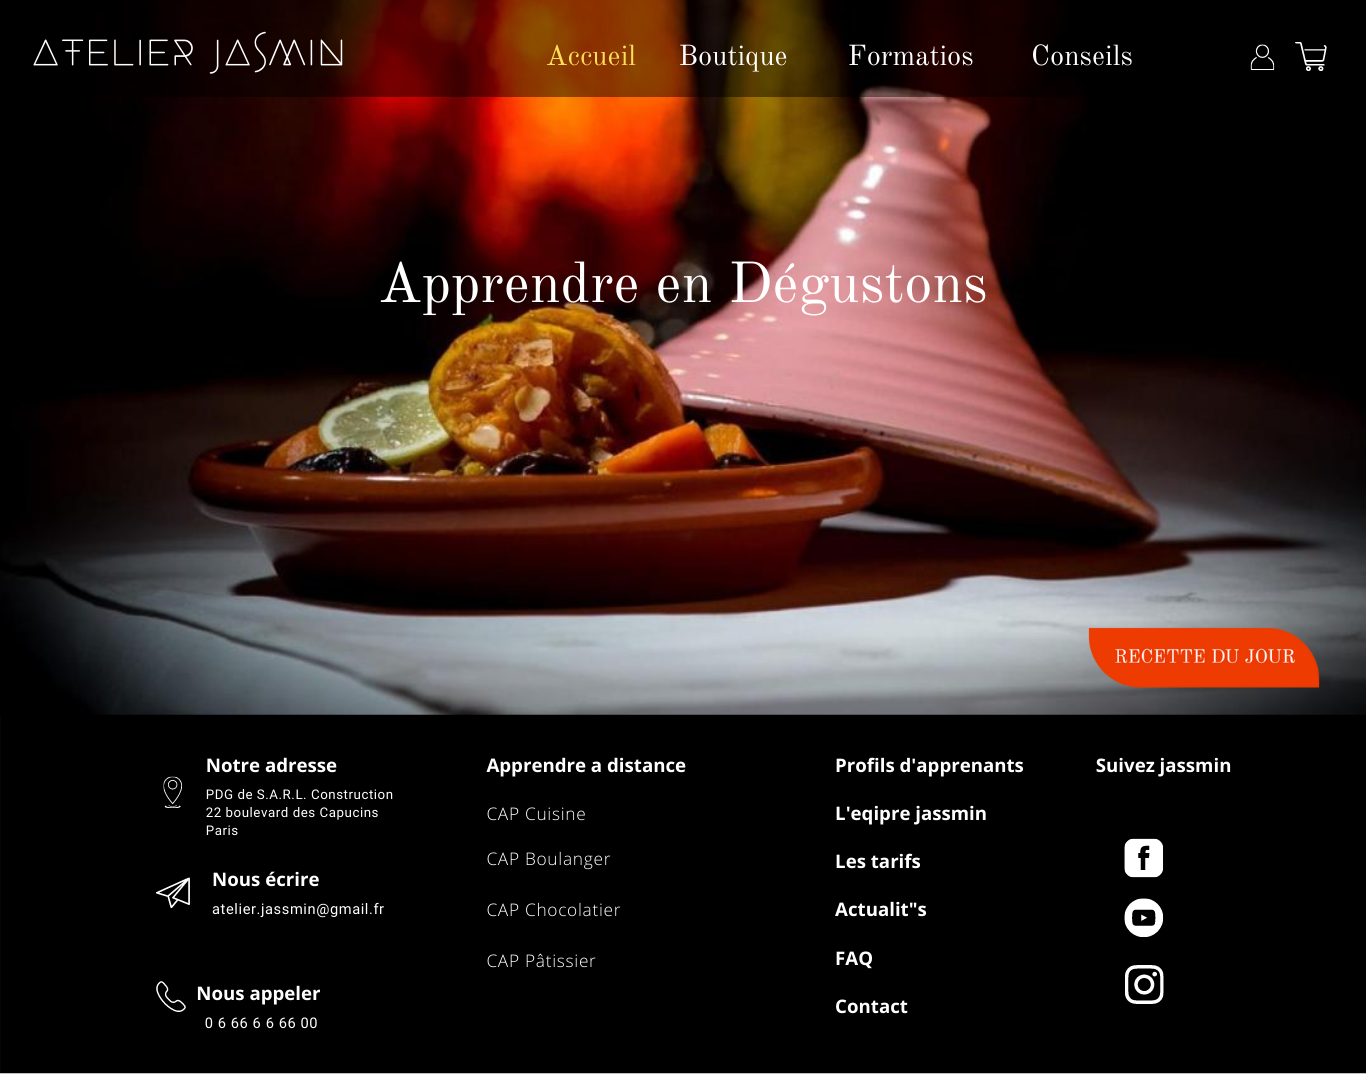 ATELIER JASMIN
Accueil Boutique Formatios Conseils
Apprendre en Dégustons
RECETTE DU JOUR
Notre adresse
PDG de S.A.R.L. Construction
22 boulevard des Capucins
Paris
Nous écrire
atelier.jassmin@gmail.fr
Nous appeler
0 6 66 6 6 66 00
Apprendre a distance
CAP Cuisine
CAP Boulanger
CAP Chocolatier
CAP Pâtissier
Profils d'apprenants
L'eqipre jassmin
Les tarifs
Actualit"s
FAQ
Contact
Suivez jassmin